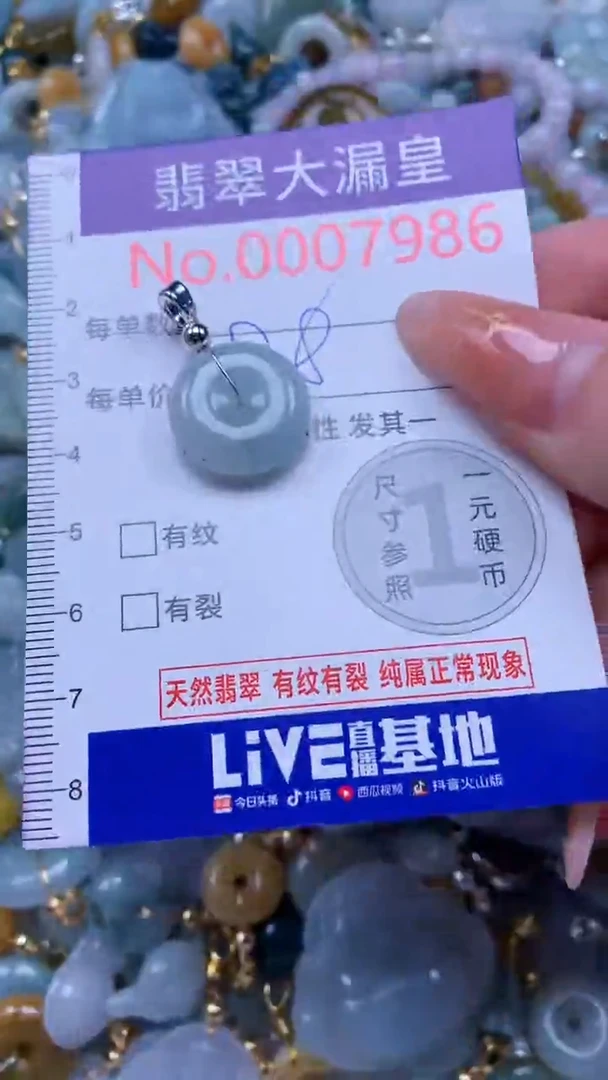 翡翠大漏皇
No.0007986
每单数
98
每单价
性 发其一
1
2
3
4
5
6
7
8
尺寸参照
1
一元硬币
有纹
有裂
天然翡翠 有纹有裂 纯属正常现象
LiVE直播基地
今日头条 抖音 西瓜视频 抖音火山版